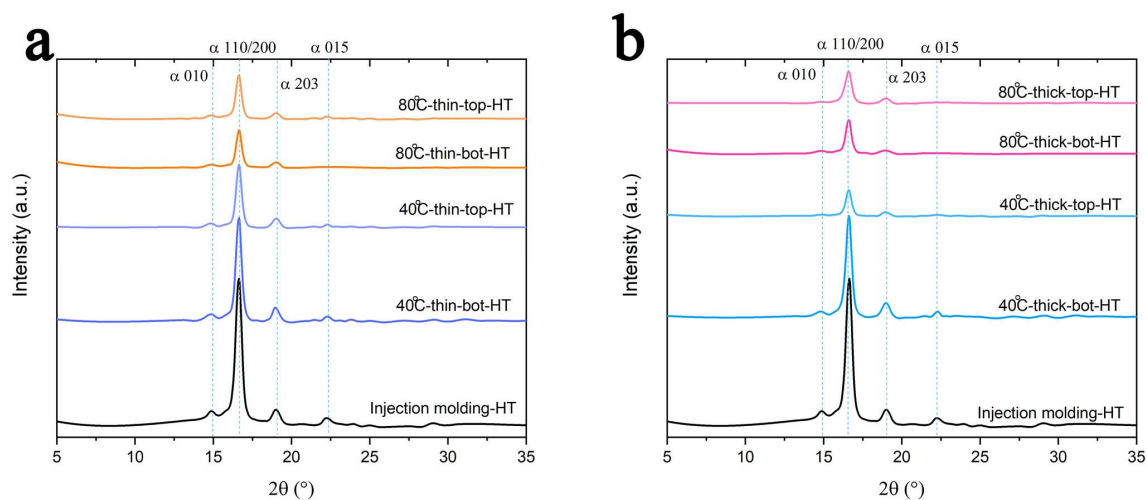 a
α 110/200
α 015
α 010
α 203
80℃-thin-top-HT
80℃-thin-bot-HT
40℃-thin-top-HT
40℃-thin-bot-HT
Injection molding-HT
Intensity (a.u.)
5 10 15 20 25 30 35
2θ (°)
b
α 110/200
α 015
α 010
α 203
80℃-thick-top-HT
80℃-thick-bot-HT
40℃-thick-top-HT
40℃-thick-bot-HT
Injection molding-HT
Intensity (a.u.)
5 10 15 20 25 30 35
2θ (°)